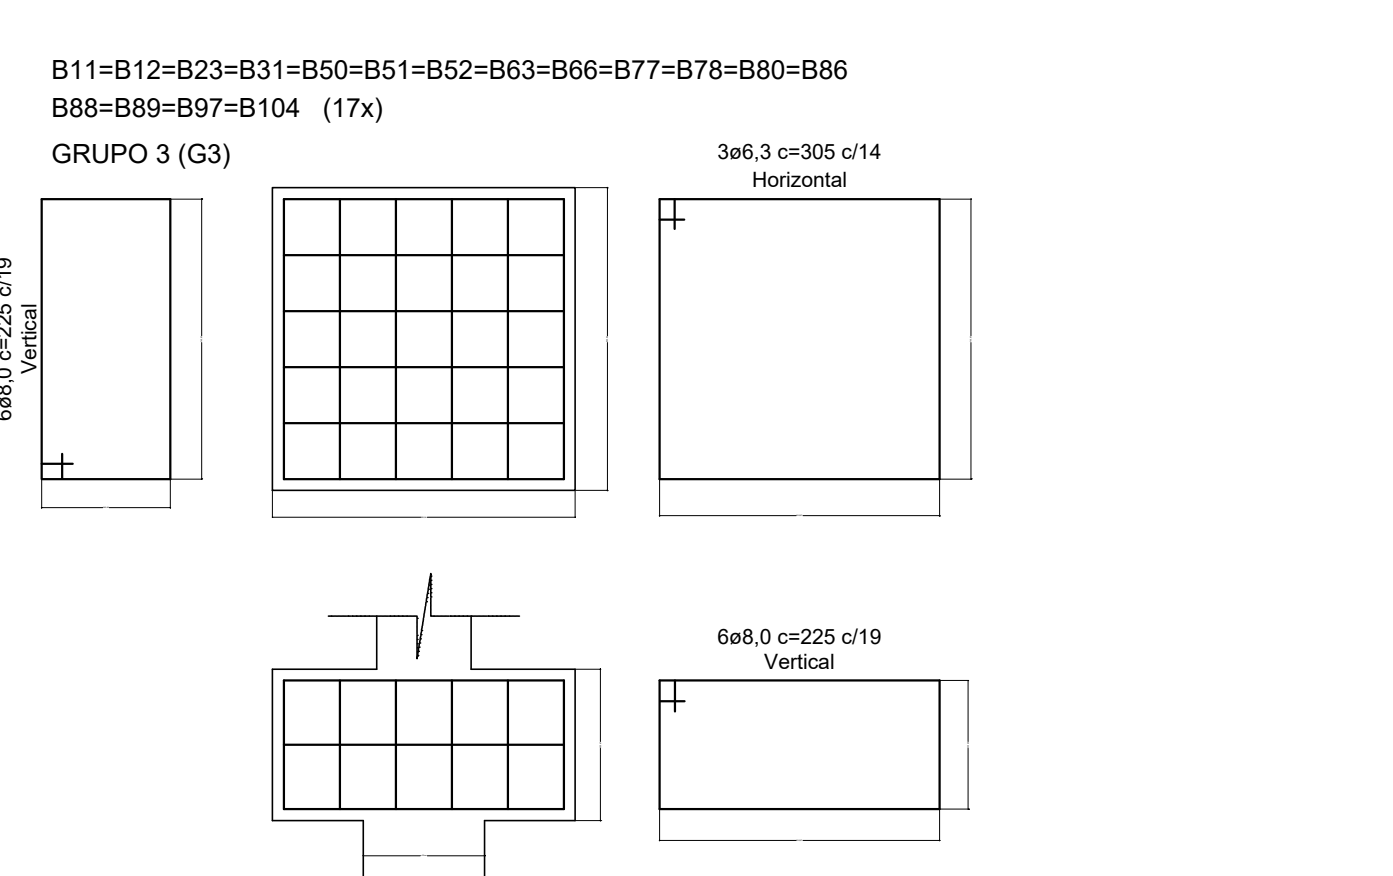 B11=B12=B23=B31=B50=B51=B52=B63=B66=B77=B78=B80=B86
B88=B89=B97=B104 (17x)
GRUPO 3 (G3)
3ø6,3 c=305 c/14
Horizontal
6ø8,0 c=225 c/19
Vertical
6ø8,0 c=225 c/19
Vertical